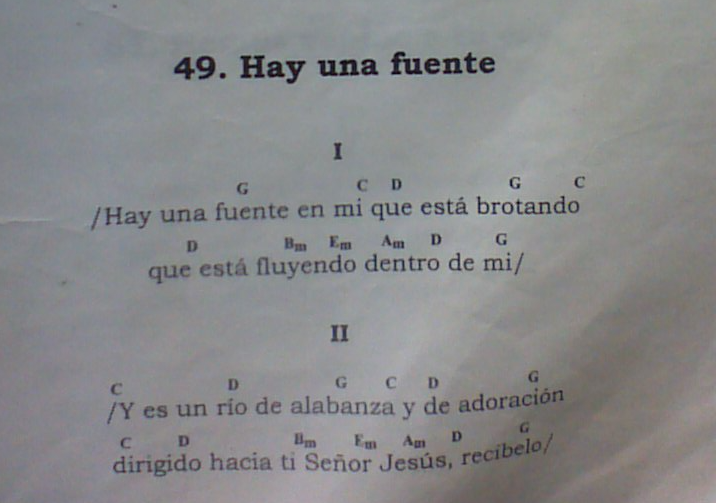 49. Hay una fuente
I
G C D G C
/Hay una fuente en mi que está brotando
D Bm Em Am D G
que está fluyendo dentro de mi/
II
C D G C D G
/Y es un río de alabanza y de adoración
C D Bm Em Am D G
dirigido hacia ti Señor Jesús, recíbelo/